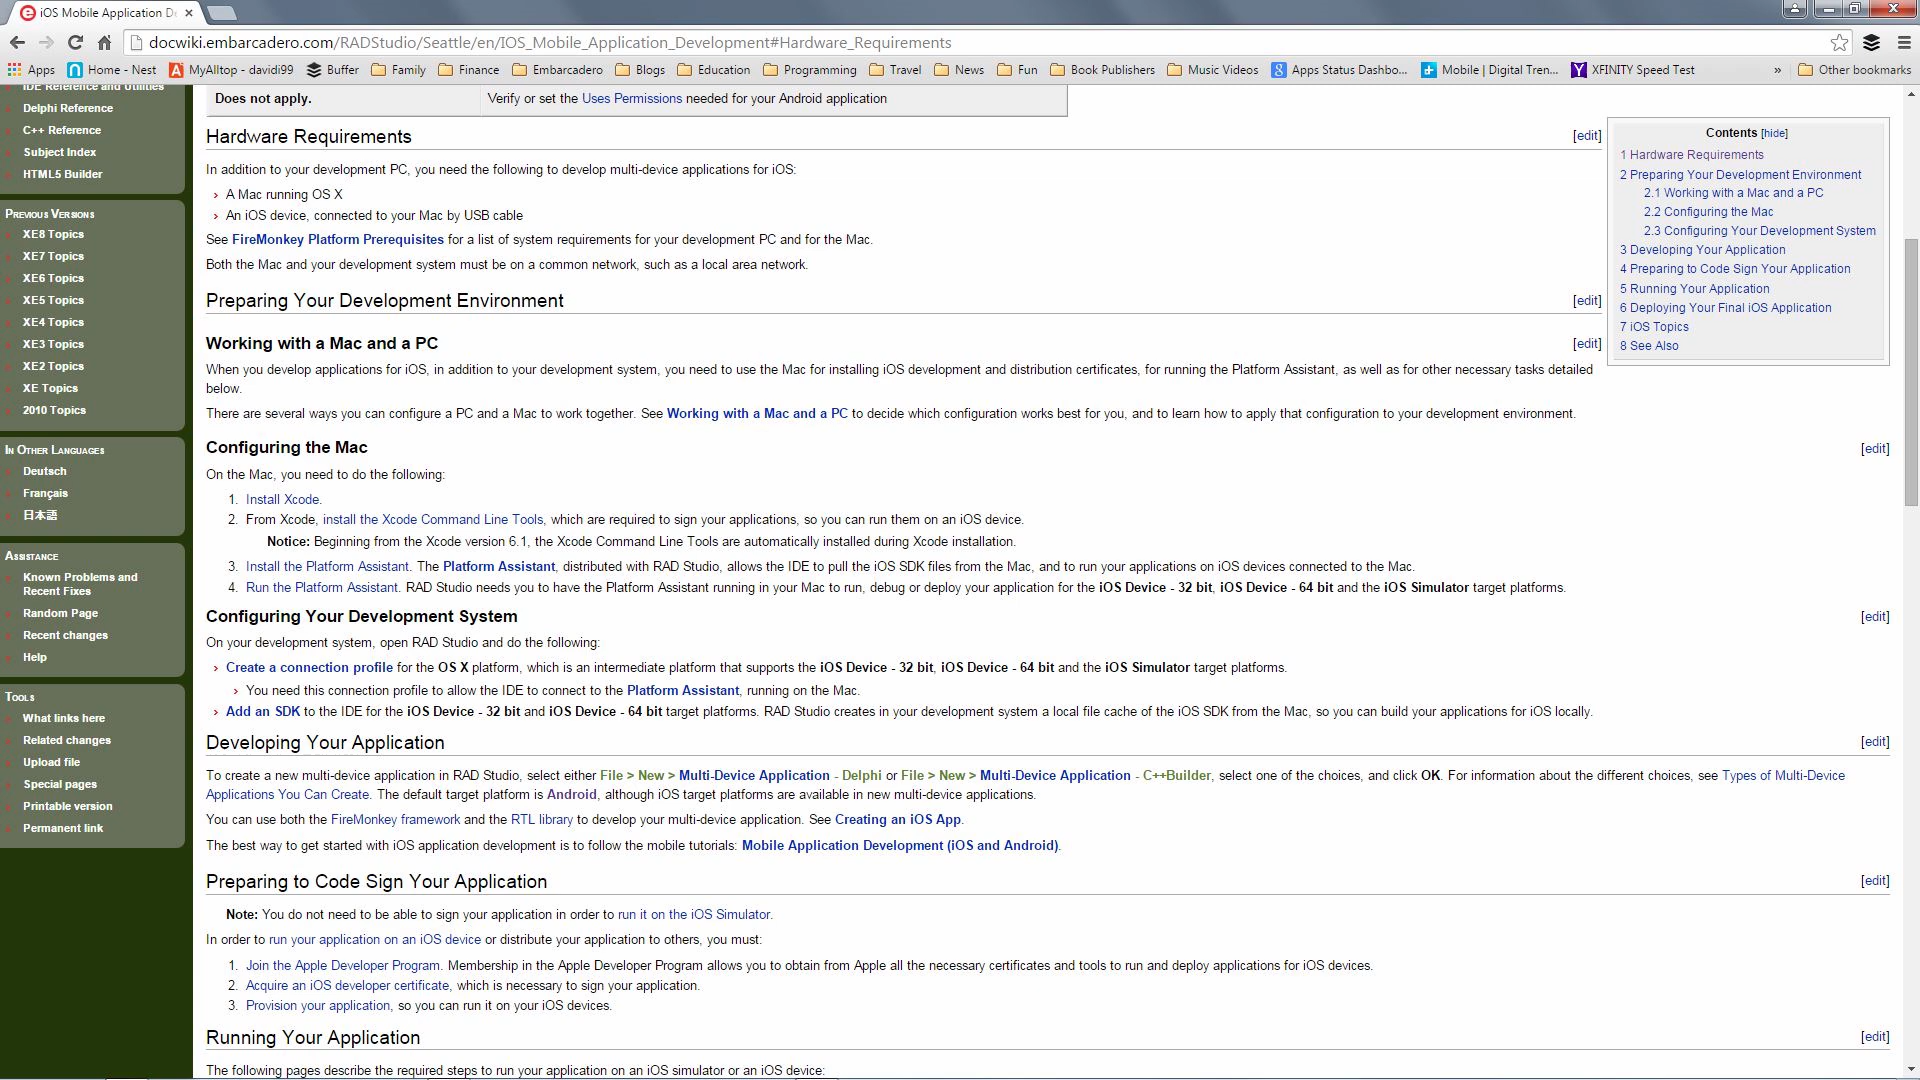 iOS Mobile Application De
docwiki.embarcadero.com/RADStudio/Seattle/en/IOS_Mobile_Application_Development#Hardware_Requirements
Apps Home - Nest MyAlltop - davidi99 Buffer Family Finance Embarcadero Blogs Education Programming Travel News Fun Book Publishers Music Videos Apps Status Dashbo... Mobile | Digital Tren... XFINITY Speed Test » Other bookmarks
IDE Reference and Utilities
Delphi Reference
C++ Reference
Subject Index
HTML5 Builder
Previous Versions
XE8 Topics
XE7 Topics
XE6 Topics
XE5 Topics
XE4 Topics
XE3 Topics
XE2 Topics
XE Topics
2010 Topics
In Other Languages
Deutsch
Français
日本語
Assistance
Known Problems and
Recent Fixes
Random Page
Recent changes
Help
Tools
What links here
Related changes
Upload file
Special pages
Printable version
Permanent link
Does not apply. Verify or set the Uses Permissions needed for your Android application
Hardware Requirements [edit]
In addition to your development PC, you need the following to develop multi-device applications for iOS:
› A Mac running OS X
› An iOS device, connected to your Mac by USB cable
See FireMonkey Platform Prerequisites for a list of system requirements for your development PC and for the Mac.
Both the Mac and your development system must be on a common network, such as a local area network.
Preparing Your Development Environment [edit]
Working with a Mac and a PC [edit]
When you develop applications for iOS, in addition to your development system, you need to use the Mac for installing iOS development and distribution certificates, for running the Platform Assistant, as well as for other necessary tasks detailed
below.
There are several ways you can configure a PC and a Mac to work together. See Working with a Mac and a PC to decide which configuration works best for you, and to learn how to apply that configuration to your development environment.
Configuring the Mac [edit]
On the Mac, you need to do the following:
1. Install Xcode.
2. From Xcode, install the Xcode Command Line Tools, which are required to sign your applications, so you can run them on an iOS device.
Notice: Beginning from the Xcode version 6.1, the Xcode Command Line Tools are automatically installed during Xcode installation.
3. Install the Platform Assistant. The Platform Assistant, distributed with RAD Studio, allows the IDE to pull the iOS SDK files from the Mac, and to run your applications on iOS devices connected to the Mac.
4. Run the Platform Assistant. RAD Studio needs you to have the Platform Assistant running in your Mac to run, debug or deploy your application for the iOS Device - 32 bit, iOS Device - 64 bit and the iOS Simulator target platforms.
Configuring Your Development System [edit]
On your development system, open RAD Studio and do the following:
› Create a connection profile for the OS X platform, which is an intermediate platform that supports the iOS Device - 32 bit, iOS Device - 64 bit and the iOS Simulator target platforms.
› You need this connection profile to allow the IDE to connect to the Platform Assistant, running on the Mac.
› Add an SDK to the IDE for the iOS Device - 32 bit and iOS Device - 64 bit target platforms. RAD Studio creates in your development system a local file cache of the iOS SDK from the Mac, so you can build your applications for iOS locally.
Developing Your Application [edit]
To create a new multi-device application in RAD Studio, select either File > New > Multi-Device Application - Delphi or File > New > Multi-Device Application - C++Builder, select one of the choices, and click OK. For information about the different choices, see Types of Multi-Device
Applications You Can Create. The default target platform is Android, although iOS target platforms are available in new multi-device applications.
You can use both the FireMonkey framework and the RTL library to develop your multi-device application. See Creating an iOS App.
The best way to get started with iOS application development is to follow the mobile tutorials: Mobile Application Development (iOS and Android).
Preparing to Code Sign Your Application [edit]
Note: You do not need to be able to sign your application in order to run it on the iOS Simulator.
In order to run your application on an iOS device or distribute your application to others, you must:
1. Join the Apple Developer Program. Membership in the Apple Developer Program allows you to obtain from Apple all the necessary certificates and tools to run and deploy applications for iOS devices.
2. Acquire an iOS developer certificate, which is necessary to sign your application.
3. Provision your application, so you can run it on your iOS devices.
Running Your Application [edit]
The following pages describe the required steps to run your application on an iOS simulator or an iOS device:
Contents [hide]
1 Hardware Requirements
2 Preparing Your Development Environment
2.1 Working with a Mac and a PC
2.2 Configuring the Mac
2.3 Configuring Your Development System
3 Developing Your Application
4 Preparing to Code Sign Your Application
5 Running Your Application
6 Deploying Your Final iOS Application
7 iOS Topics
8 See Also